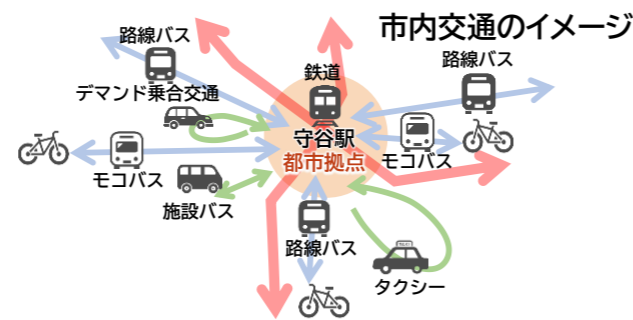 市内交通のイメージ
路線バス
鉄道
路線バス
デマンド乗合交通
守谷駅
都市拠点
モコバス
モコバス
施設バス
路線バス
TAXI
タクシー